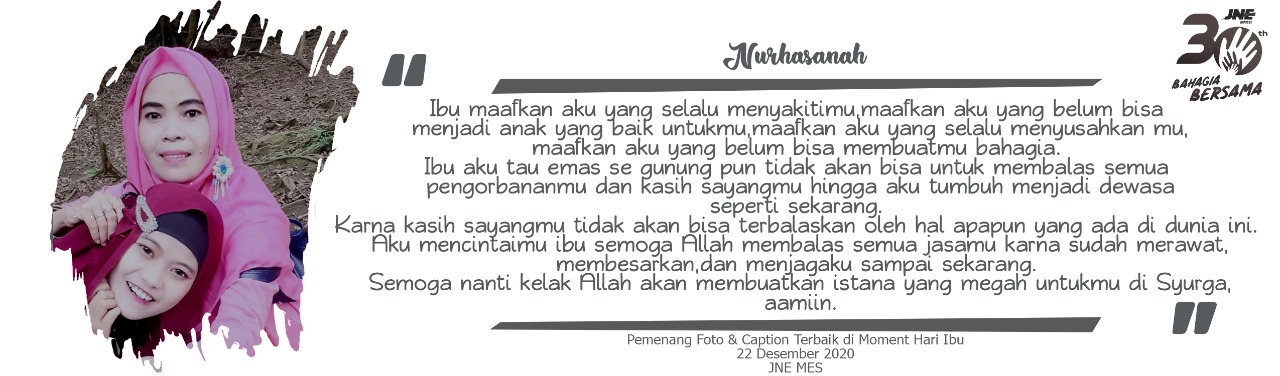 Nurhasanah
JNE
EXPRESS
30th
BAHAGIA
BERSAMA
Ibu maafkan aku yang selalu menyakitimu,maafkan aku yang belum bisa
menjadi anak yang baik untukmu,maafkan aku yang selalu menyusahkan mu,
maafkan aku yang belum bisa membuatmu bahagia.
Ibu aku tau emas se gunung pun tidak akan bisa untuk membalas semua
pengorbananmu dan kasih sayangmu hingga aku tumbuh menjadi dewasa
seperti sekarang.
Karna kasih sayangmu tidak akan bisa terbalaskan oleh hal apapun yang ada di dunia ini.
Aku mencintaimu ibu semoga Allah membalas semua jasamu karna sudah merawat,
membesarkan,dan menjagaku sampai sekarang.
Semoga nanti kelak Allah akan membuatkan istana yang megah untukmu di Syurga,
aamiin.
Pemenang Foto & Caption Terbaik di Moment Hari Ibu
22 Desember 2020
JNE MES